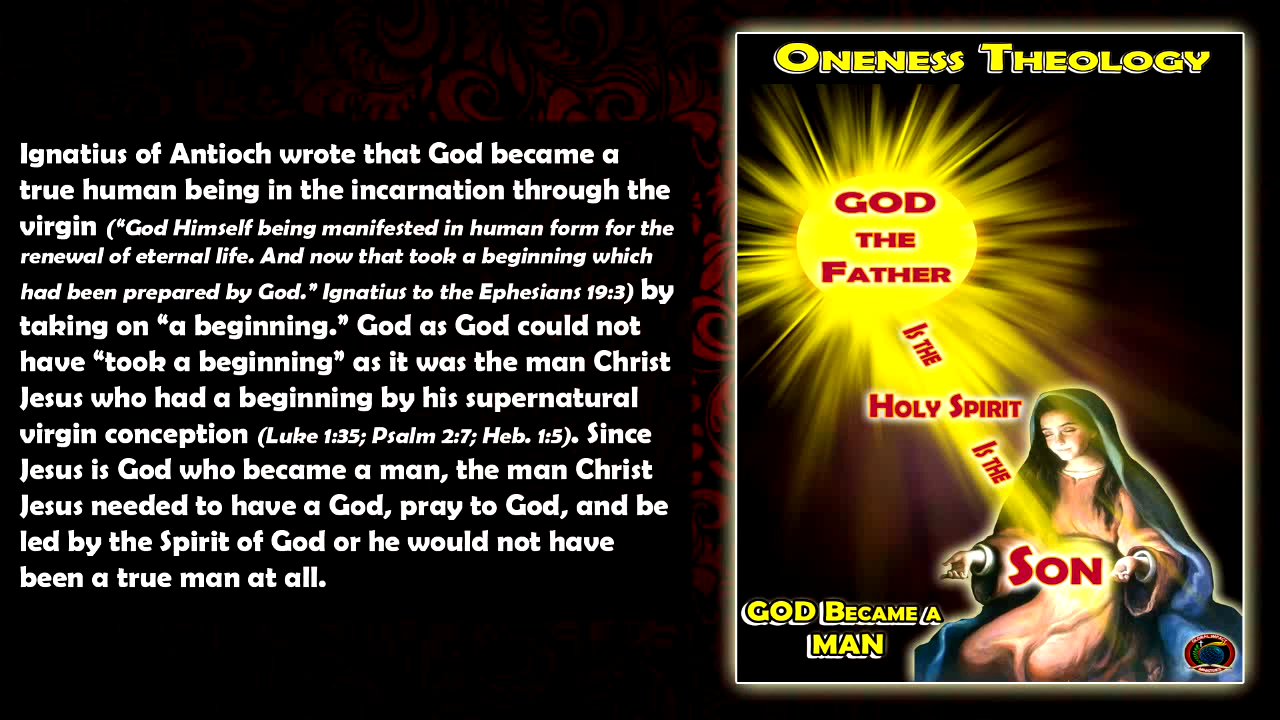 Ignatius of Antioch wrote that God became a
true human being in the incarnation through the
virgin (“God Himself being manifested in human form for the
renewal of eternal life. And now that took a beginning which
had been prepared by God.” Ignatius to the Ephesians 19:3) by
taking on “a beginning.” God as God could not
have “took a beginning” as it was the man Christ
Jesus who had a beginning by his supernatural
virgin conception (Luke 1:35; Psalm 2:7; Heb. 1:5). Since
Jesus is God who became a man, the man Christ
Jesus needed to have a God, pray to God, and be
led by the Spirit of God or he would not have
been a true man at all.
ONENESS THEOLOGY
GOD
THE
FATHER
IS THE
HOLY SPIRIT
IS THE
SON
GOD BECAME A
MAN
GLOBAL IMPACT
MINISTRIES